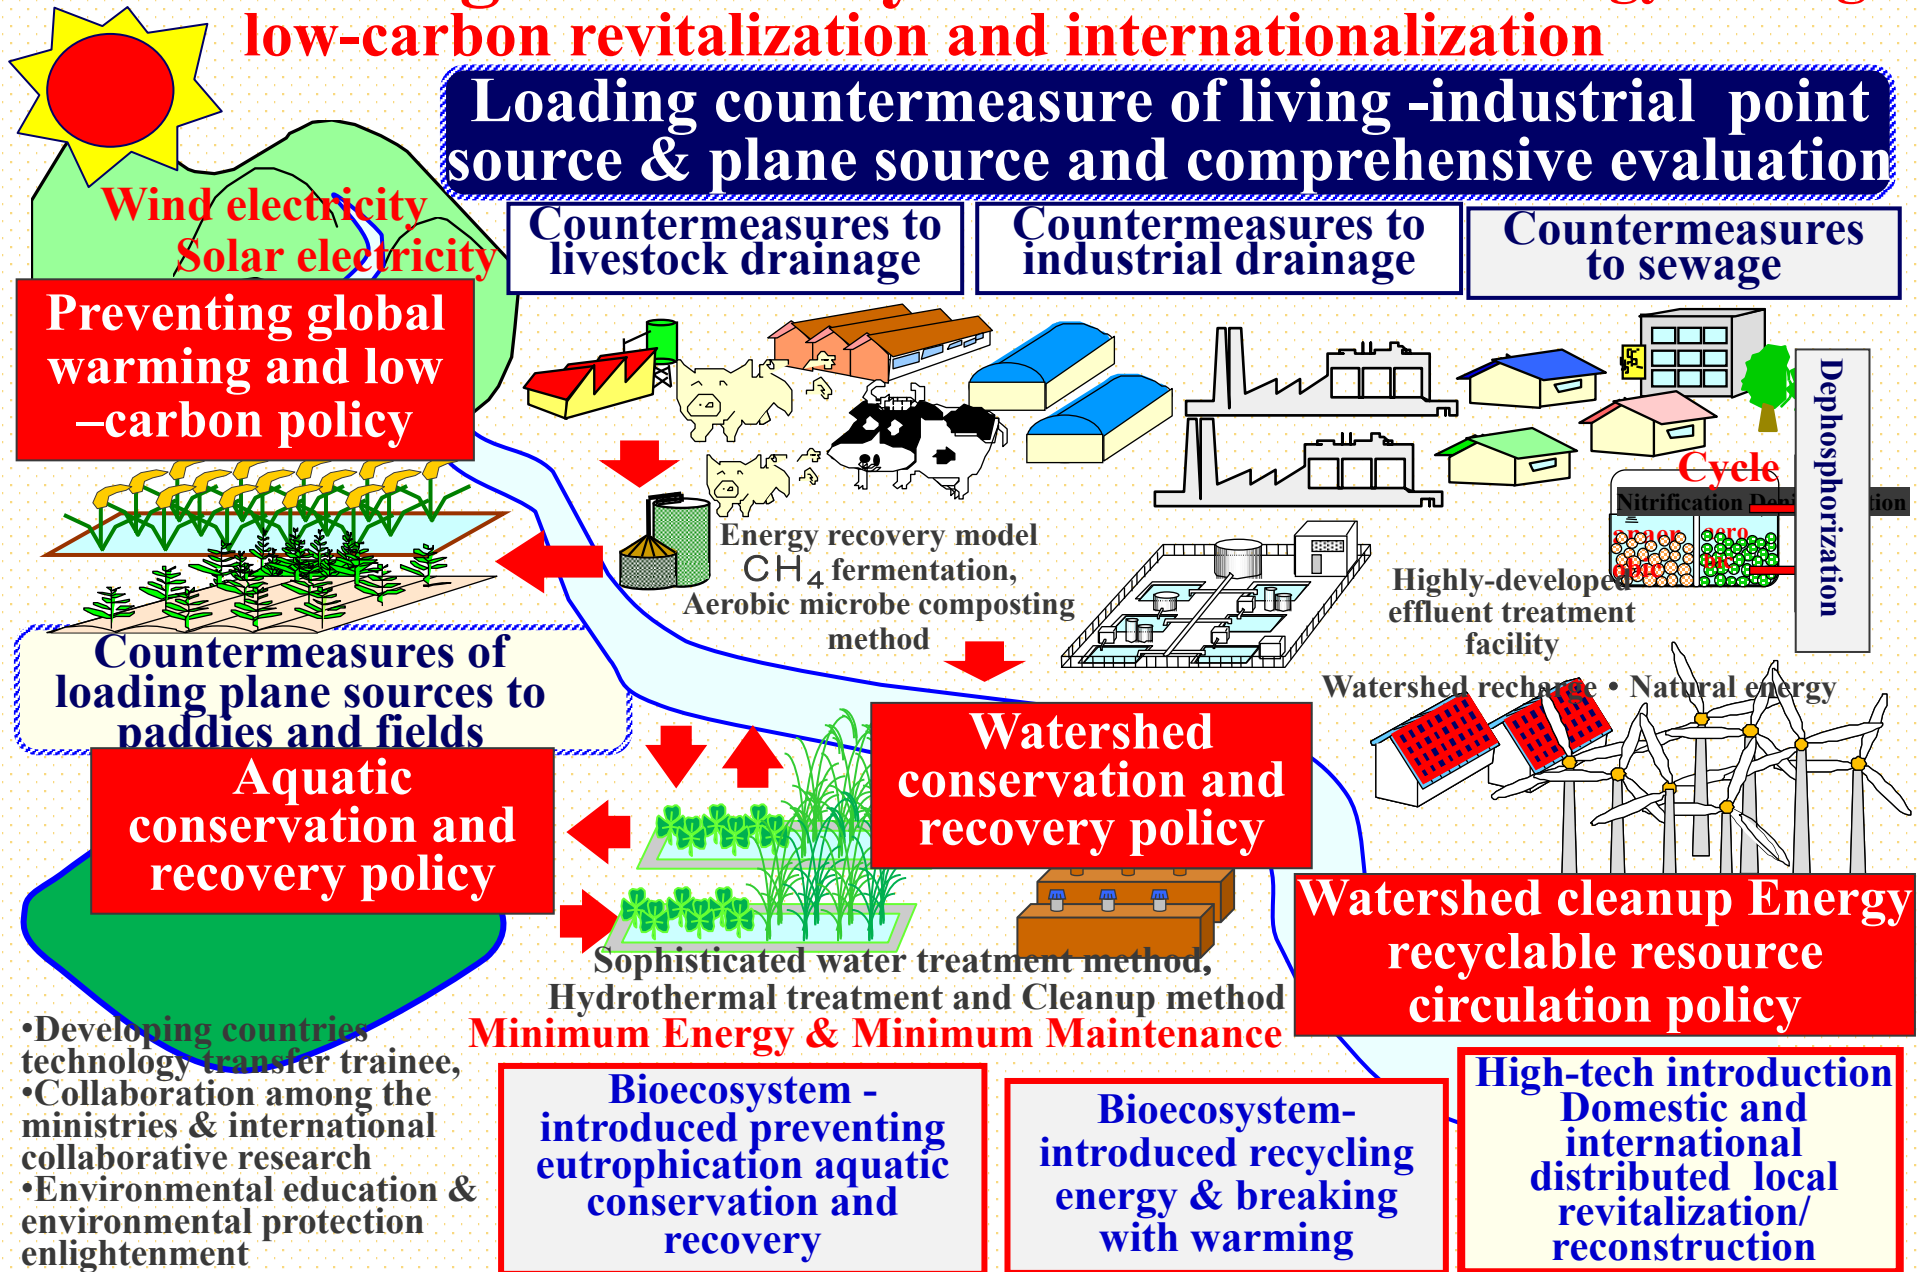 low-carbon revitalization and internationalization
Loading countermeasure of living -industrial point
source & plane source and comprehensive evaluation
Wind electricity
Solar electricity
Countermeasures to
livestock drainage
Countermeasures to
industrial drainage
Countermeasures
to sewage
Preventing global
warming and low
–carbon policy
Dephosphorization
Cycle
Nitrification
Energy recovery model
CH4 fermentation,
Aerobic microbe composting
method
Highly-developed
effluent treatment
facility
Watershed recharge・Natural energy
Countermeasures of
loading plane sources to
paddies and fields
Aquatic
conservation and
recovery policy
Watershed
conservation and
recovery policy
Watershed cleanup Energy
recyclable resource
circulation policy
Sophisticated water treatment method,
Hydrothermal treatment and Cleanup method
Minimum Energy & Minimum Maintenance
•Developing countries
technology transfer trainee,
•Collaboration among the
ministries & international
collaborative research
•Environmental education &
environmental protection
enlightenment
Bioecosystem -
introduced preventing
eutrophication aquatic
conservation and
recovery
Bioecosystem-
introduced recycling
energy & breaking
with warming
High-tech introduction
Domestic and
international
distributed local
revitalization/
reconstruction